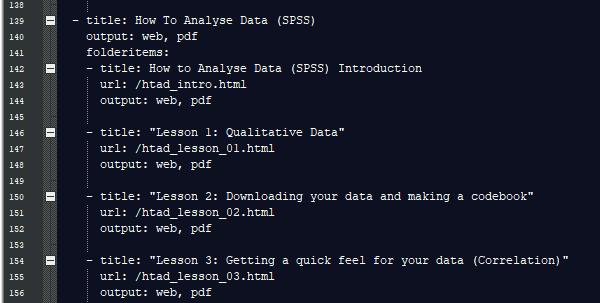 138
139 - title: How To Analyse Data (SPSS)
140 output: web, pdf
141 folderitems:
142 - title: How to Analyse Data (SPSS) Introduction
143 url: /htad_intro.html
144 output: web, pdf
145
146 - title: "Lesson 1: Qualitative Data"
147 url: /htad_lesson_01.html
148 output: web, pdf
149
150 - title: "Lesson 2: Downloading your data and making a codebook"
151 url: /htad_lesson_02.html
152 output: web, pdf
153
154 - title: "Lesson 3: Getting a quick feel for your data (Correlation)"
155 url: /htad_lesson_03.html
156 output: web, pdf